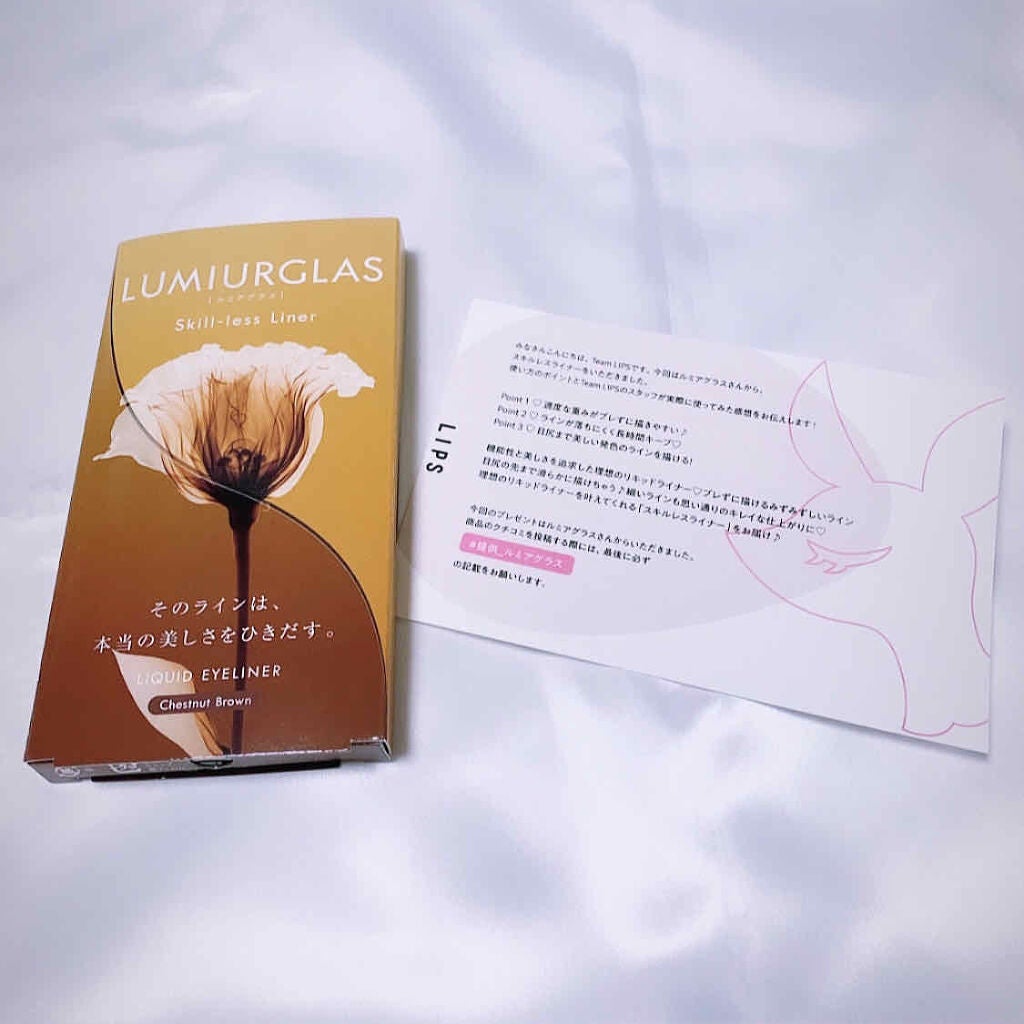 LUMIURGLAS
[ルミアグラス]
Skill-less Liner
そのラインは、
本当の美しさをひきだす。
LIQUID EYELINER
Chestnut Brown
LIPS
みなさんこんにちは、Team LIPSです。今回はルミアグラスさんから、
スキルレスライナーをいただきました。
使い方のポイントとTeam LIPSのスタッフが実際に使ってみた感想をお伝えします!
Point 1 ♡ 適度な重みがブレずに描きやすい♪
Point 2 ♡ ラインが落ちにくく長時間キープ♡
Point 3 ♡ 目尻まで美しい発色のラインを描ける!
機能性と美しさを追求した理想のリキッドライナー♡ブレずに描けるみずみずしいライン
目尻の先まで滑らかに描けちゃう♪細いラインも思い通りのキレイな仕上がりに♡
理想のリキッドライナーを叶えてくれる「スキルレスライナー」をお届け♪
今回のプレゼントはルミアグラスさんからいただきました。
商品のクチコミを投稿する際には、最後に必ず
#提供_ルミアグラス
の記載をお願いします。